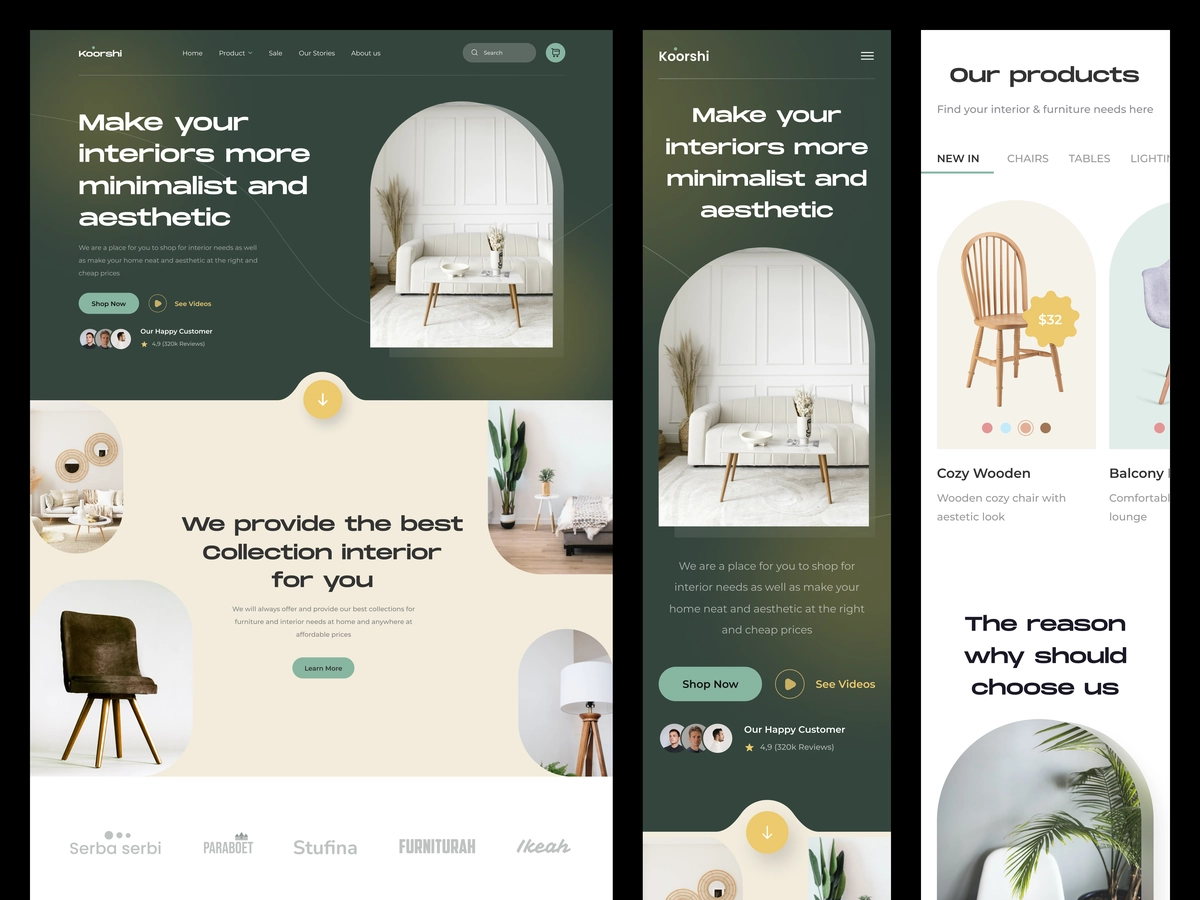 Koorshi
Home Product Sale Our Stories About us Search
Make your
interiors more
minimalist and
aesthetic
We are a place for you to shop for interior needs as well
as make your home neat and aesthetic at the right and
cheap prices
Shop Now See Videos
Our Happy Customer
4,9 (320k Reviews)
We provide the best
Collection interior
for you
We will always offer and provide our best collections for
furniture and interior needs at home and anywhere at
affordable prices
Learn More
Serba serbi PARABOET Stufina FURNITURAH Ikeah
Koorshi
Make your
interiors more
minimalist and
aesthetic
We are a place for you to shop for
interior needs as well as make your
home neat and aesthetic at the right
and cheap prices
Shop Now See Videos
Our Happy Customer
4,9 (320k Reviews)
Our products
Find your interior & furniture needs here
NEW IN CHAIRS TABLES LIGHTIN
$32
Cozy Wooden
Wooden cozy chair with
aestetic look
Balcony
Comfortabl
lounge
The reason
why should
choose us